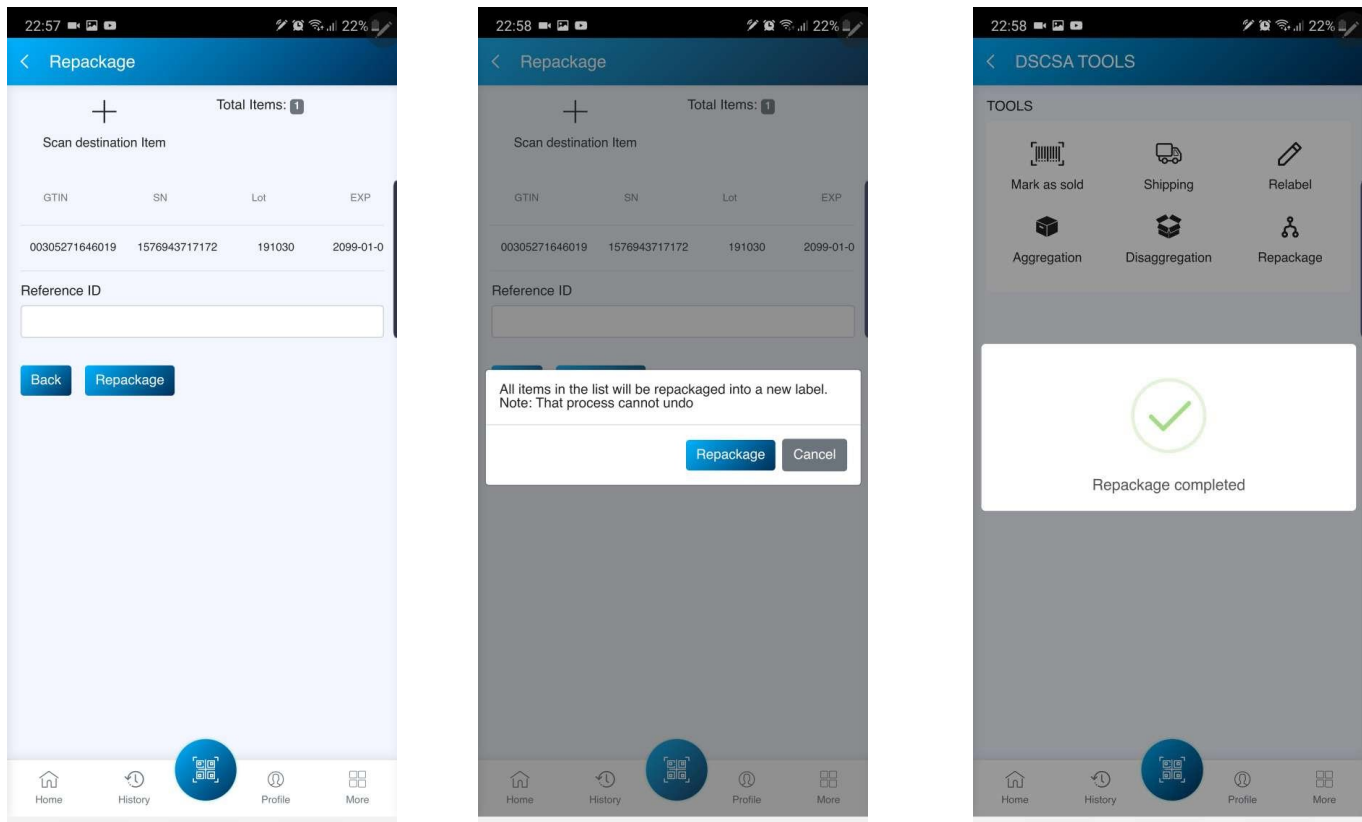 22:57
22%
Repackage
Total Items: 1
Scan destination Item
GTIN SN Lot EXP
00305271646019 1576943717172 191030 2099-01-0
Reference ID
Back Repackage
Home History Profile More
22:58
22%
Repackage
Total Items: 1
Scan destination Item
GTIN SN Lot EXP
00305271646019 1576943717172 191030 2099-01-0
Reference ID
All items in the list will be repackaged into a new label.
Note: That process cannot undo
Repackage Cancel
Home History Profile More
22:58
22%
DSCSA TOOLS
TOOLS
Mark as sold Shipping Relabel
Aggregation Disaggregation Repackage
Repackage completed
Home History Profile More